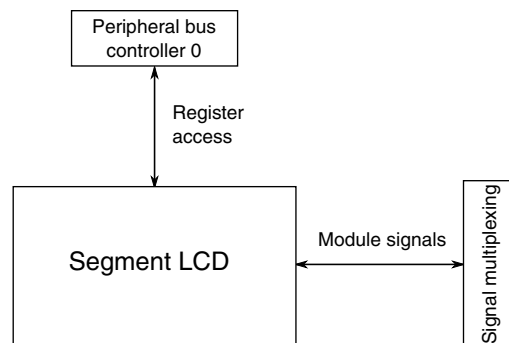 Peripheral bus
controller 0
Register
access
Segment LCD
Module signals
Signal multiplexing